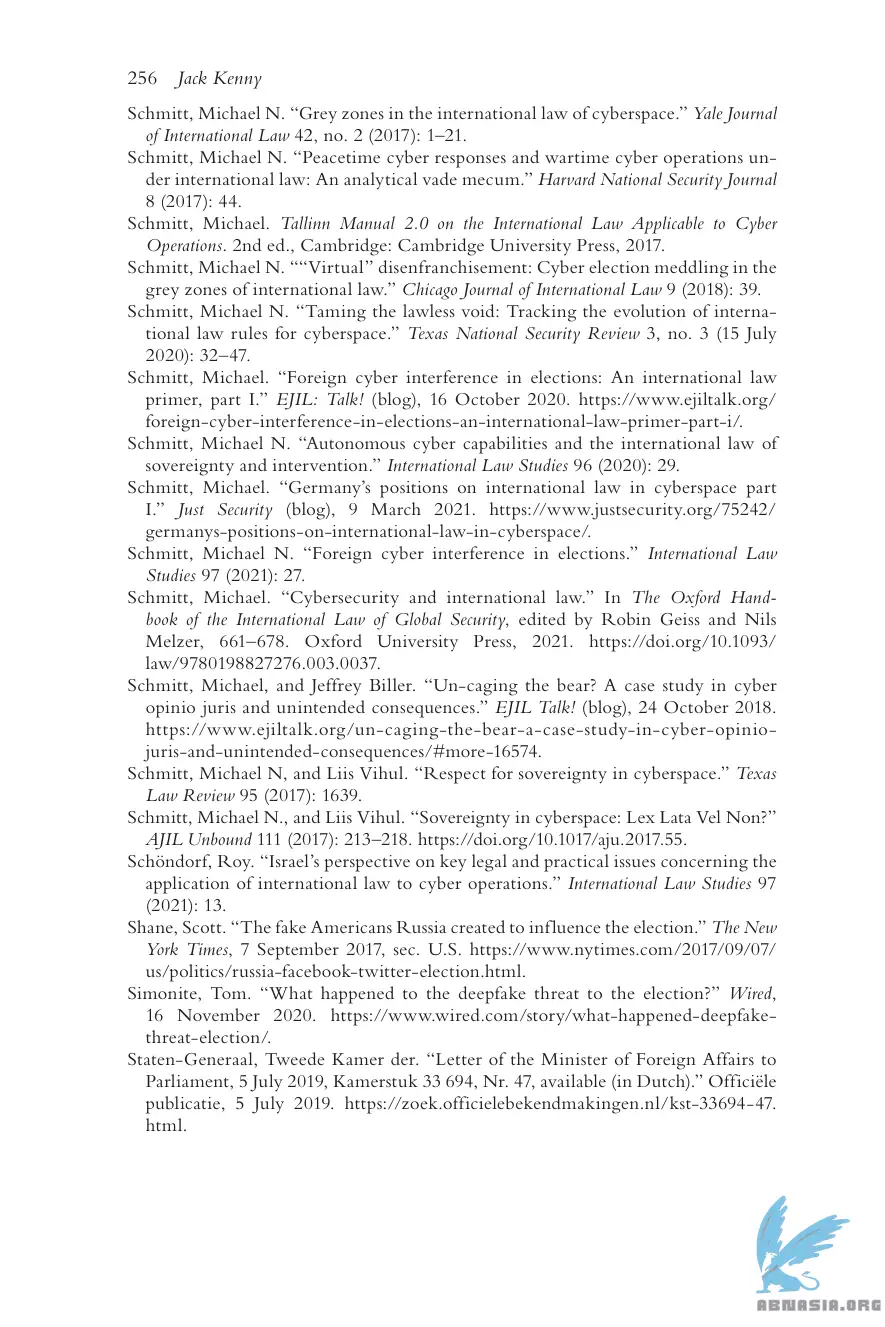 256 Jack Kenny
Schmitt, Michael N. “Grey zones in the international law of cyberspace.” Yale Journal
of International Law 42, no. 2 (2017): 1–21.
Schmitt, Michael N. “Peacetime cyber responses and wartime cyber operations un-
der international law: An analytical vade mecum.” Harvard National Security Journal
8 (2017): 44.
Schmitt, Michael. Tallinn Manual 2.0 on the International Law Applicable to Cyber
Operations. 2nd ed., Cambridge: Cambridge University Press, 2017.
Schmitt, Michael N. ““Virtual” disenfranchisement: Cyber election meddling in the
grey zones of international law.” Chicago Journal of International Law 9 (2018): 39.
Schmitt, Michael N. “Taming the lawless void: Tracking the evolution of interna-
tional law rules for cyberspace.” Texas National Security Review 3, no. 3 (15 July
2020): 32–47.
Schmitt, Michael. “Foreign cyber interference in elections: An international law
primer, part I.” EJIL: Talk! (blog), 16 October 2020. https://www.ejiltalk.org/
foreign-cyber-interference-in-elections-an-international-law-primer-part-i/.
Schmitt, Michael N. “Autonomous cyber capabilities and the international law of
sovereignty and intervention.” International Law Studies 96 (2020): 29.
Schmitt, Michael. “Germany’s positions on international law in cyberspace part
I.” Just Security (blog), 9 March 2021. https://www.justsecurity.org/75242/
germanys-positions-on-international-law-in-cyberspace/.
Schmitt, Michael N. “Foreign cyber interference in elections.” International Law
Studies 97 (2021): 27.
Schmitt, Michael. “Cybersecurity and international law.” In The Oxford Hand-
book of the International Law of Global Security, edited by Robin Geiss and Nils
Melzer, 661–678. Oxford University Press, 2021. https://doi.org/10.1093/
law/9780198827276.003.0037.
Schmitt, Michael, and Jeffrey Biller. “Un-caging the bear? A case study in cyber
opinio juris and unintended consequences.” EJIL Talk! (blog), 24 October 2018.
https://www.ejiltalk.org/un-caging-the-bear-a-case-study-in-cyber-opinio-
juris-and-unintended-consequences/#more-16574.
Schmitt, Michael N, and Liis Vihul. “Respect for sovereignty in cyberspace.” Texas
Law Review 95 (2017): 1639.
Schmitt, Michael N., and Liis Vihul. “Sovereignty in cyberspace: Lex Lata Vel Non?”
AJIL Unbound 111 (2017): 213–218. https://doi.org/10.1017/aju.2017.55.
Schöndorf, Roy. “Israel’s perspective on key legal and practical issues concerning the
application of international law to cyber operations.” International Law Studies 97
(2021): 13.
Shane, Scott. “The fake Americans Russia created to influence the election.” The New
York Times, 7 September 2017, sec. U.S. https://www.nytimes.com/2017/09/07/
us/politics/russia-facebook-twitter-election.html.
Simonite, Tom. “What happened to the deepfake threat to the election?” Wired,
16 November 2020. https://www.wired.com/story/what-happened-deepfake-
threat-election/.
Staten-Generaal, Tweede Kamer der. “Letter of the Minister of Foreign Affairs to
Parliament, 5 July 2019, Kamerstuk 33 694, Nr. 47, available (in Dutch).” Officiële
publicatie, 5 July 2019. https://zoek.officielebekendmakingen.nl/kst-33694-47.
html.
ABNASIA.ORG